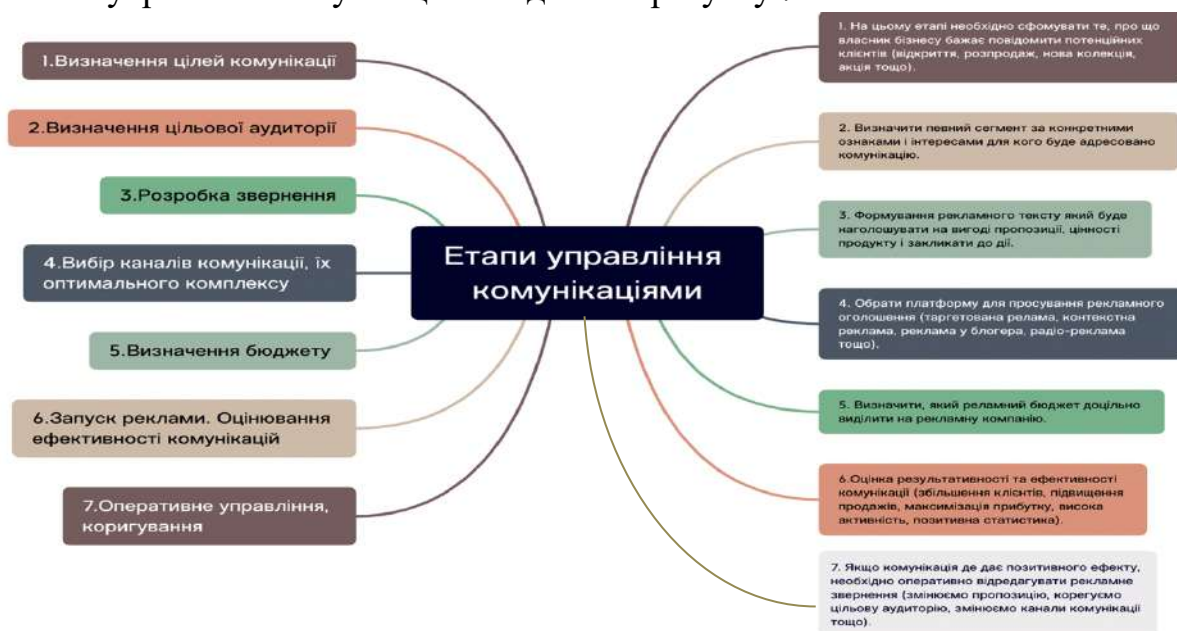 1.Визначення цілей комунікації
2.Визначення цільової аудиторії
3.Розробка звернення
4.Вибір каналів комунікації, їх
оптимального комплексу
5.Визначення бюджету
6.Запуск реклами. Оцінювання
ефективності комунікацій
7.Оперативне управління,
коригування
Етапи управління
комунікаціями
1. На цьому етапі необхідно сфомувати те, про що
власник бізнесу бажає повідомити потенційних
клієнтів (відкриття, розпродаж, нова колекція,
акція тощо).
2. Визначити певний сегмент за конкретними
ознаками і інтересами для кого буде адресовано
комунікацію.
3. Формування рекламного тексту який буде
наголошувати на вигоді пропозиції, цінності
продукту і закликати до дії.
4. Обрати платформу для просування рекламного
оголошення (таргетована релама, контекстна
реклама, реклама у блогера, радіо-реклама
тощо).
5. Визначити, який реламний бюджет доцільно
виділити на рекламну компанію.
6.Оцінка результативності та ефективності
комунікації (збільшення клієнтів, підвищення
продажів, максимізація прибутку, висока
активність, позитивна статистика).
7. Якщо комунікація де дає позитивного ефекту,
необхідно оперативно відредагувати рекламне
звернення (змінюємо пропозицію, корегуємо
цільову аудиторію, змінюємо канали комунікації
тощо).